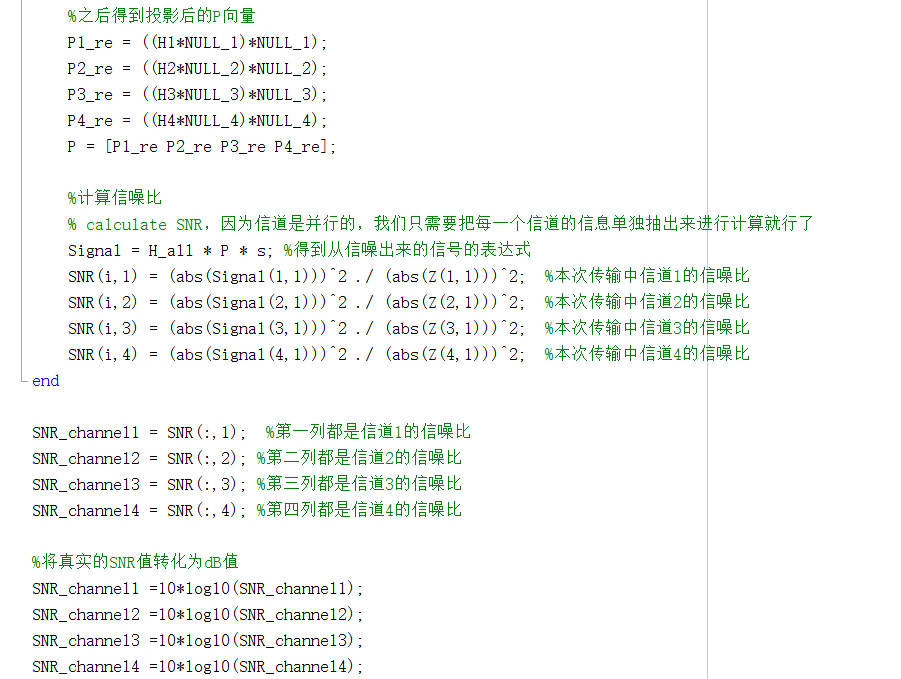 %之后得到投影后的P向量
P1_re = ((H1*NULL_1)*NULL_1);
P2_re = ((H2*NULL_2)*NULL_2);
P3_re = ((H3*NULL_3)*NULL_3);
P4_re = ((H4*NULL_4)*NULL_4);
P = [P1_re P2_re P3_re P4_re];
%计算信噪比
% calculate SNR，因为信道是并行的，我们只需要把每一个信道的信息单独抽出来进行计算就行了
Signal = H_all * P * s; %得到从信噪出来的信号的表达式
SNR(i,1) = (abs(Signal(1,1)))^2 ./ (abs(Z(1,1)))^2;  %本次传输中信道1的信噪比
SNR(i,2) = (abs(Signal(2,1)))^2 ./ (abs(Z(2,1)))^2;  %本次传输中信道2的信噪比
SNR(i,3) = (abs(Signal(3,1)))^2 ./ (abs(Z(3,1)))^2;  %本次传输中信道3的信噪比
SNR(i,4) = (abs(Signal(4,1)))^2 ./ (abs(Z(4,1)))^2;  %本次传输中信道4的信噪比
end
SNR_channel1 = SNR(:,1);  %第一列都是信道1的信噪比
SNR_channel2 = SNR(:,2); %第二列都是信道2的信噪比
SNR_channel3 = SNR(:,3); %第三列都是信道3的信噪比
SNR_channel4 = SNR(:,4); %第四列都是信道4的信噪比
%将真实的SNR值转化为dB值
SNR_channel1 =10*log10(SNR_channel1);
SNR_channel2 =10*log10(SNR_channel2);
SNR_channel3 =10*log10(SNR_channel3);
SNR_channel4 =10*log10(SNR_channel4);